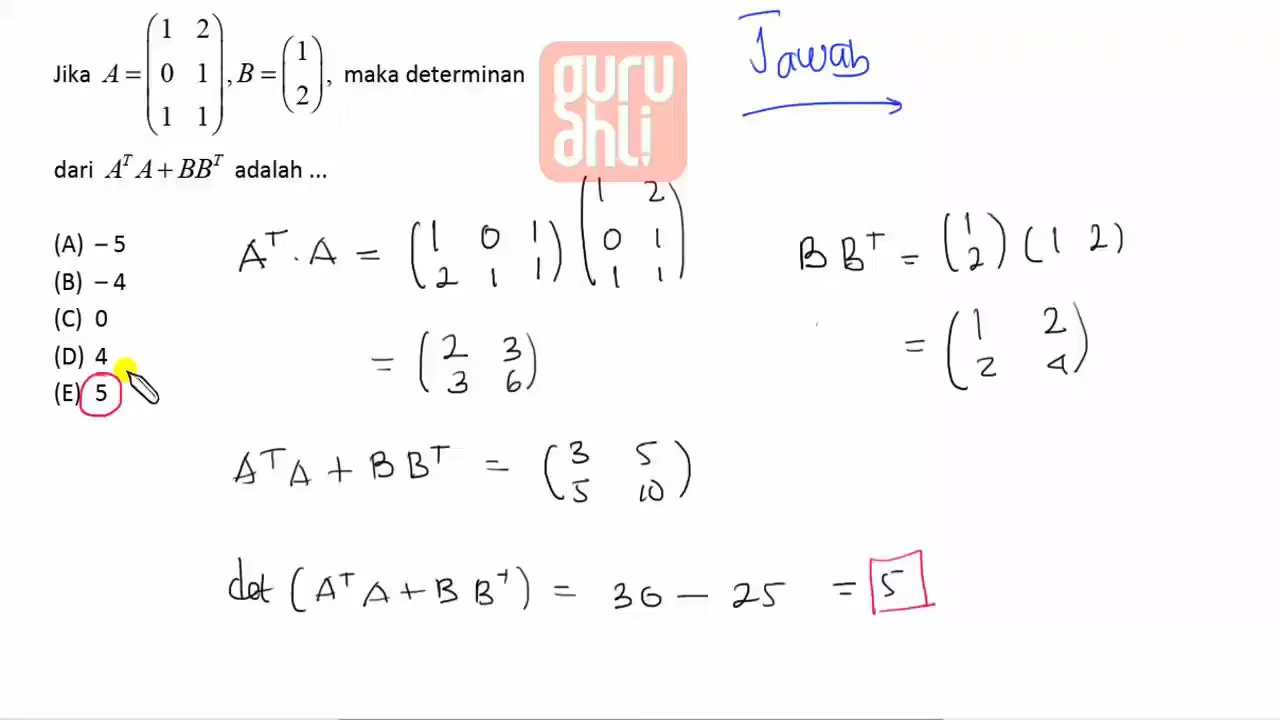 Jika A = (1 2; 0 1; 1 1), B = (1; 2), maka determinan
dari AᵀA + BBᵀ adalah ...
(A) – 5
(B) – 4
(C) 0
(D) 4
(E) 5
guru
ahli
Jawab
Aᵀ . A = (1 0 1; 2 1 1) (1 2; 0 1; 1 1)
= (2 3; 3 6)
B Bᵀ = (1; 2) (1 2)
= (1 2; 2 4)
AᵀA + B Bᵀ = (3 5; 5 10)
det (AᵀA + B Bᵀ) = 30 – 25 = 5